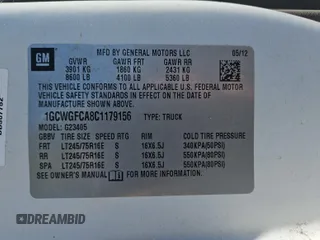 GM
MFD BY GENERAL MOTORS LLC 05/12
GVWR GAWR FRT GAWR RR
3901 KG 1860 KG 2431 KG
8600 LB 4100 LB 5360 LB
THIS VEHICLE CONFORMS TO ALL APPLICABLE U.S. FEDERAL
MOTOR VEHICLE SAFETY STANDARDS IN EFFECT ON THE DATE
OF MANUFACTURE SHOWN ABOVE.
1GCWGFCA8C1179156 TYPE: TRUCK
MODEL: G23405
GBBV TIRE SIZE SPEED RTG RIM COLD TIRE PRESSURE
FRT LT245/75R16E S 16X6.5J 340KPA(50PSI)
RR LT245/75R16E S 16X6.5J 550KPA(80PSI)
SPA LT245/75R16E S 16X6.5J 550KPA(80PSI)
SEE OWNER'S MANUAL
AUTOBIDMASTER